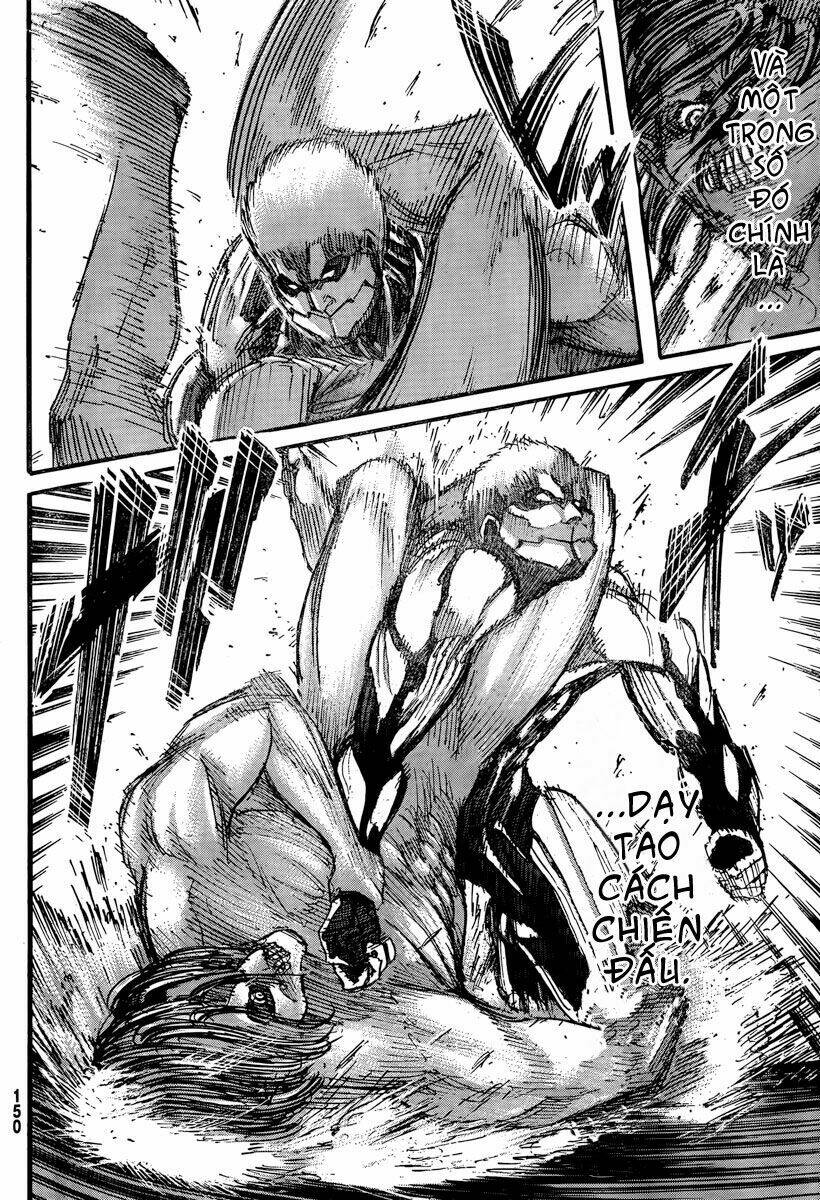 VÀ
MỘT
TRONG
SỐ
ĐÓ
CHÍNH
LÀ
...
...DẠY
TAO
CÁCH
CHIẾN
ĐẤU.
150